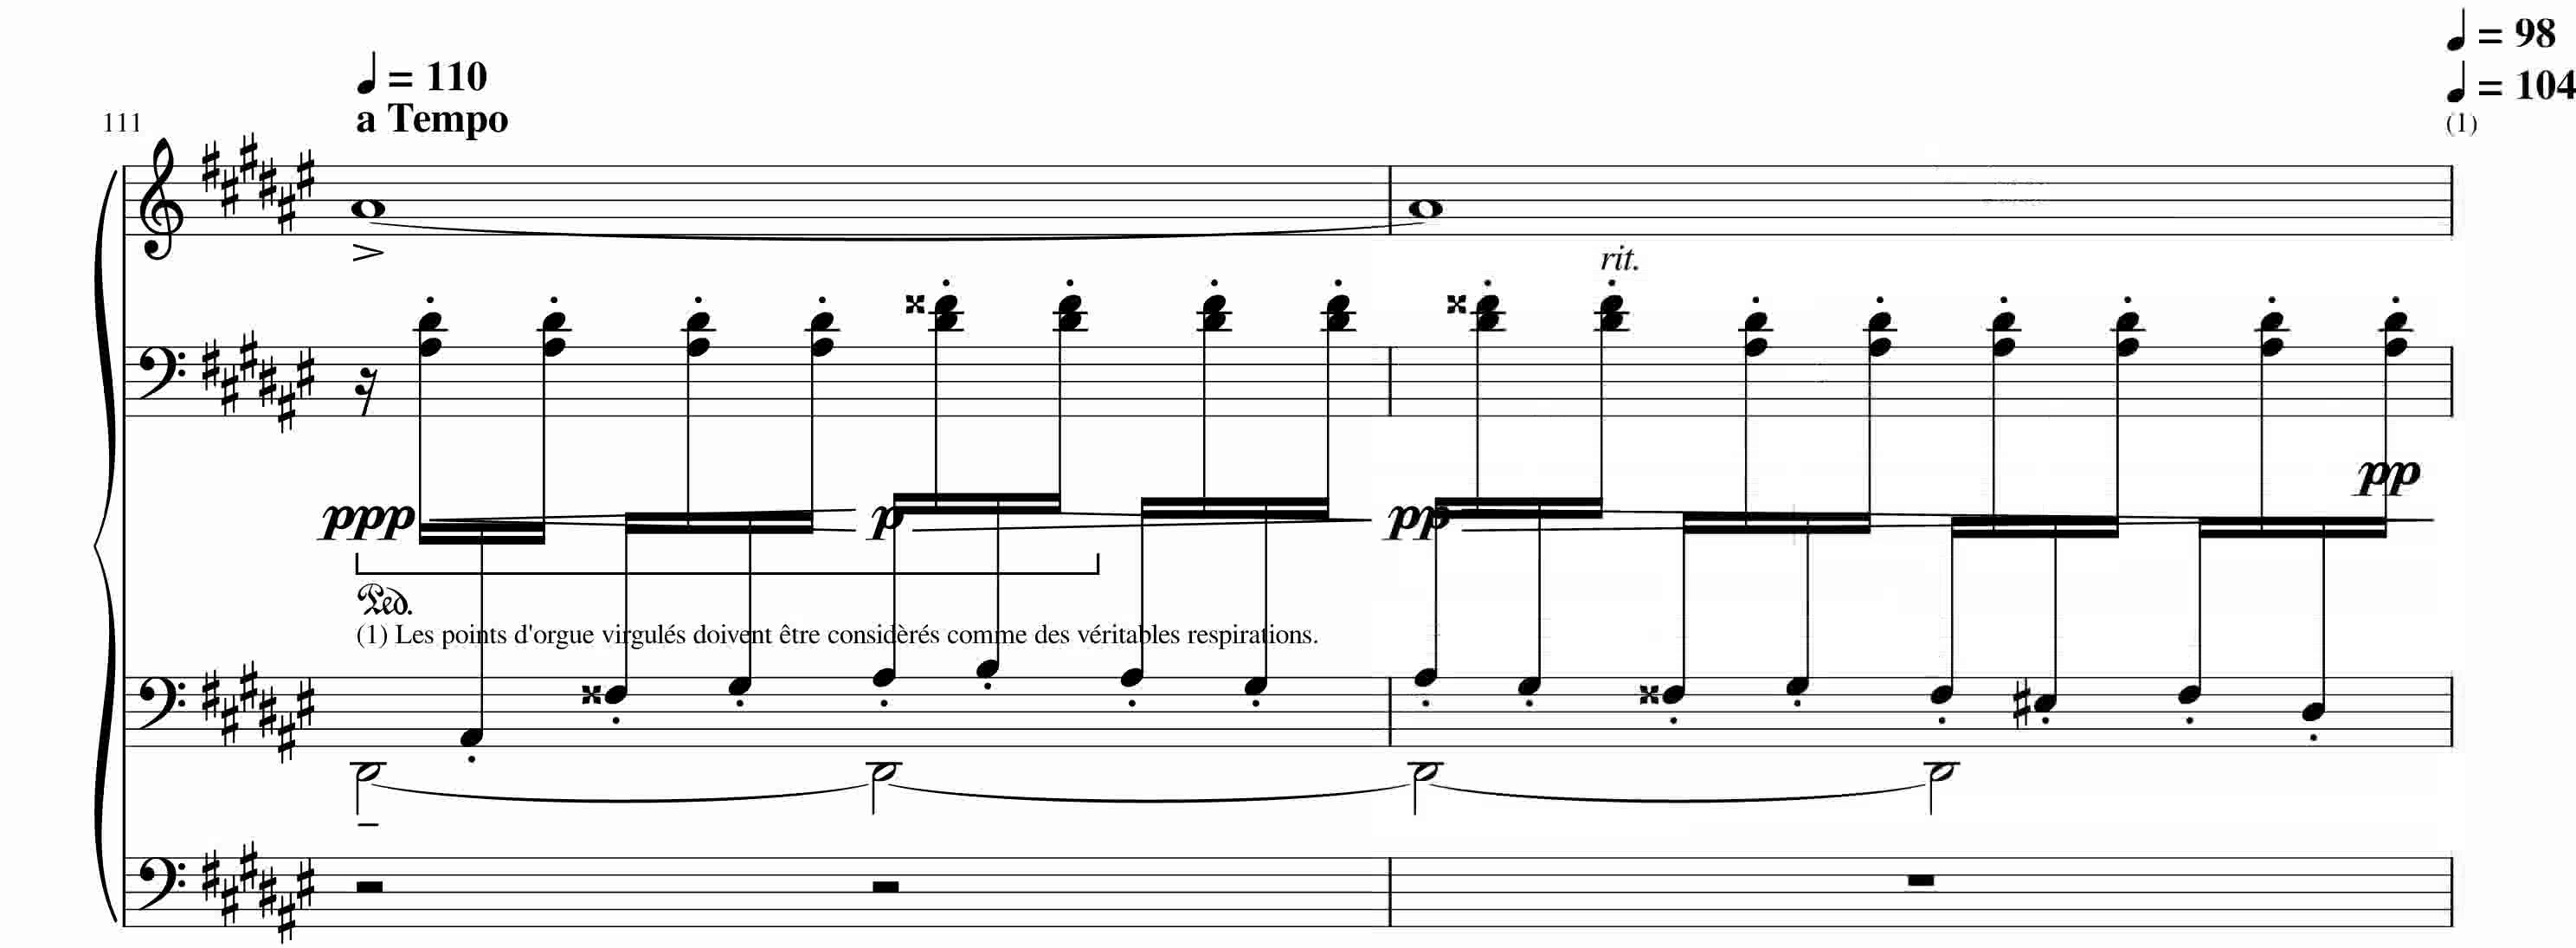 ♩ = 98
♩ = 110
♩ = 104
111
a Tempo
(1)
rit.
pp
ppp
p
pp
Ped.
(1) Les points d'orgue virgulés doivent être considèrés comme des véritables respirations.